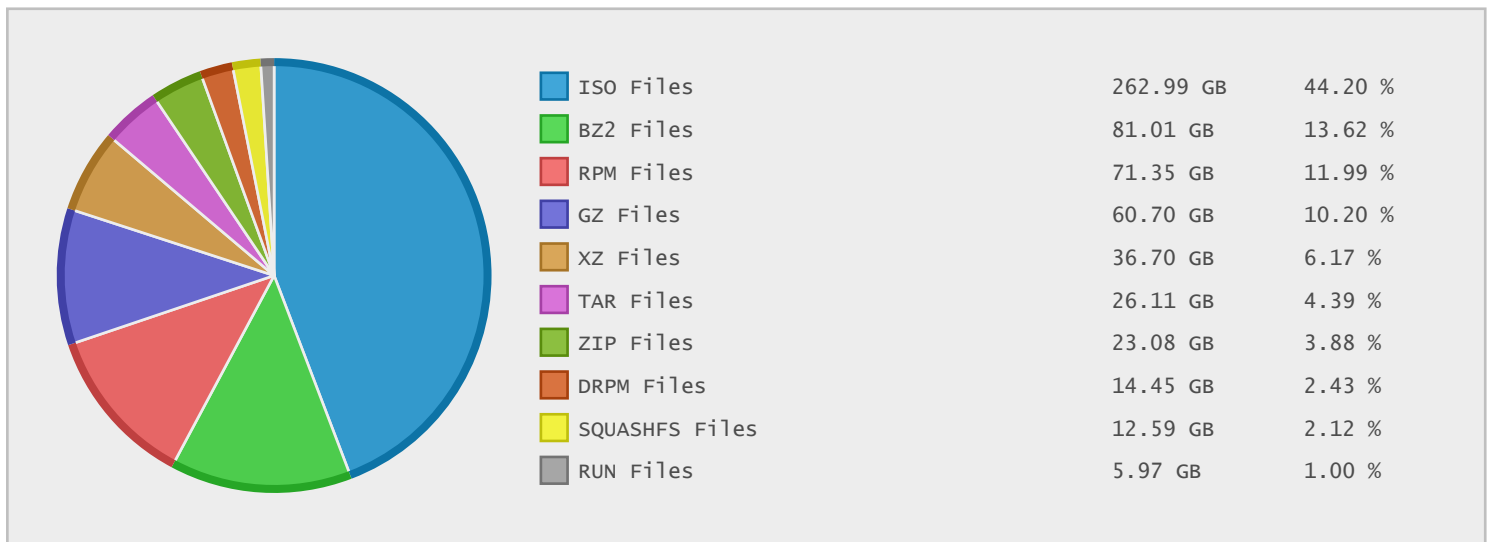 ISO Files 262.99 GB 44.20 %
BZ2 Files 81.01 GB 13.62 %
RPM Files 71.35 GB 11.99 %
GZ Files 60.70 GB 10.20 %
XZ Files 36.70 GB 6.17 %
TAR Files 26.11 GB 4.39 %
ZIP Files 23.08 GB 3.88 %
DRPM Files 14.45 GB 2.43 %
SQUASHFS Files 12.59 GB 2.12 %
RUN Files 5.97 GB 1.00 %